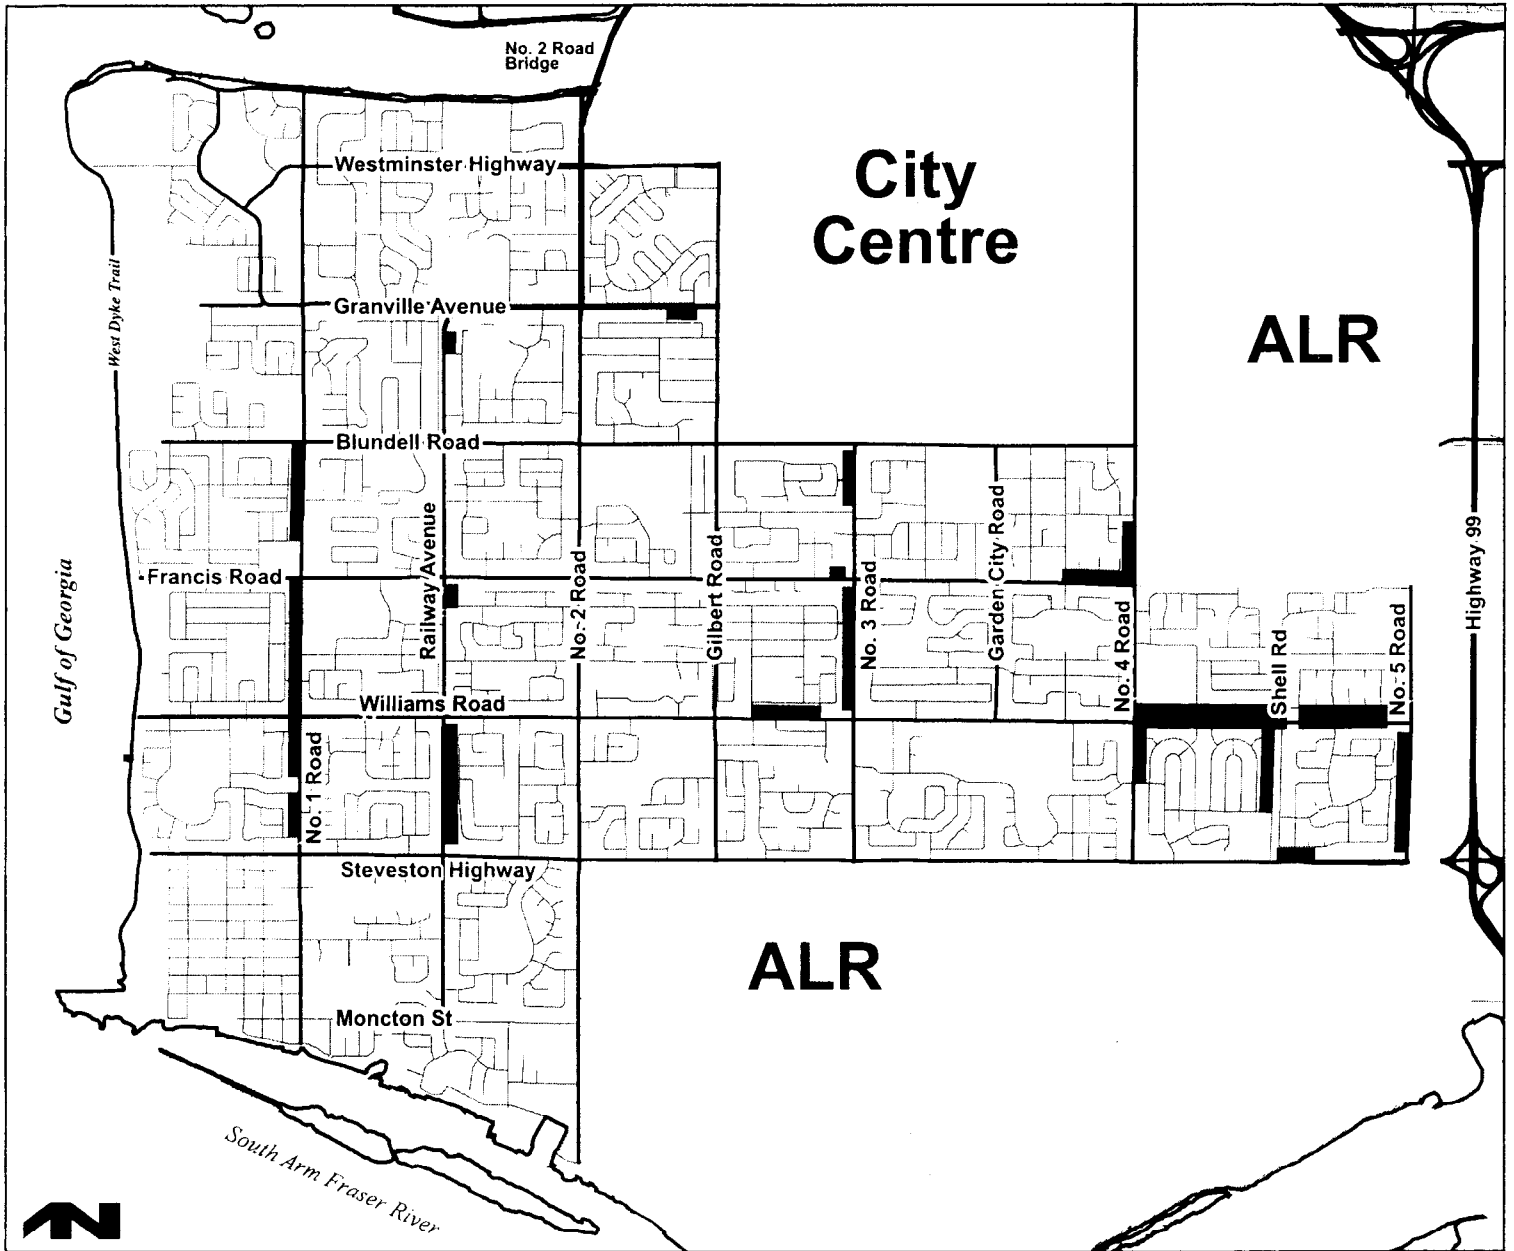 No. 2 Road
Bridge
Westminster Highway
City
Centre
West Dyke Trail
Granville Avenue
ALR
Blundell Road
Railway Avenue
Garden City Road
Highway 99
Gulf of Georgia
Francis Road
No. 2 Road
Gilbert Road
No. 3 Road
No. 4 Road
Shell Rd
No. 5 Road
Williams Road
No. 1 Road
Steveston Highway
ALR
Moncton St
South Arm Fraser River
N